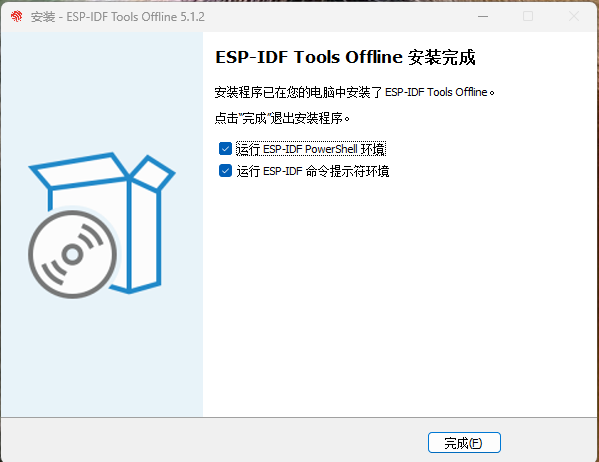 安装 - ESP-IDF Tools Offline 5.1.2
ESP-IDF Tools Offline 安装完成
安装程序已在您的电脑中安装了 ESP-IDF Tools Offline。
点击“完成”退出安装程序。
运行 ESP-IDF PowerShell 环境
运行 ESP-IDF 命令提示符环境
完成(F)